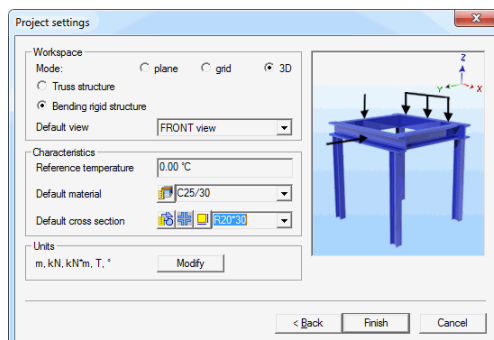 Project settings
Workspace
Mode: plane grid 3D
Truss structure
Bending rigid structure
Default view FRONT view
Characteristics
Reference temperature 0.00 °C
Default material C25/30
Default cross section R20*30
Units
m, kN, kN*m, T, ° Modify
< Back Finish Cancel
Z
Y X